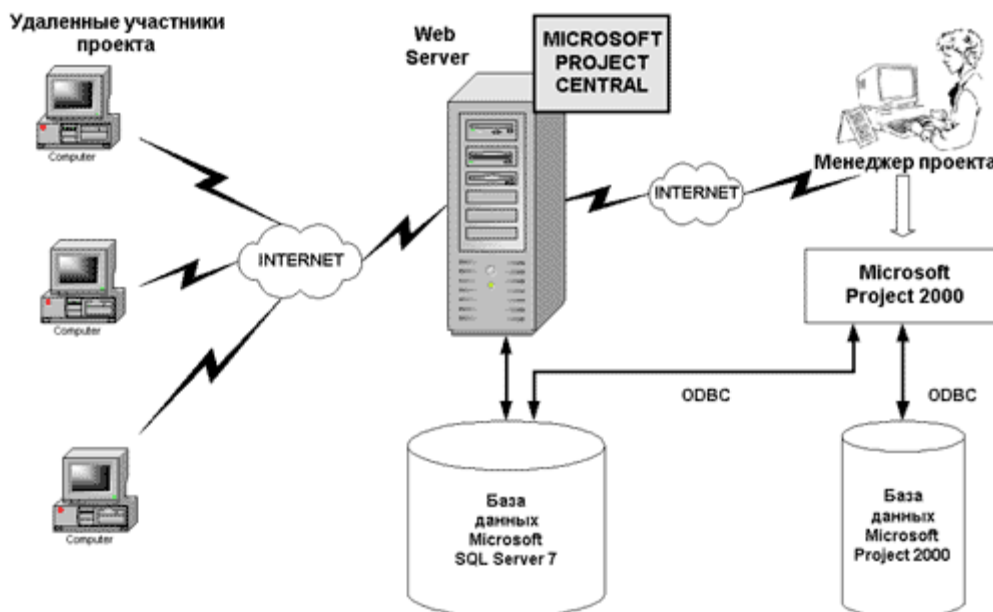 Удаленные участники
проекта
Computer
Computer
Computer
INTERNET
Web
Server
MICROSOFT
PROJECT
CENTRAL
INTERNET
Менеджер проекта
Microsoft
Project 2000
ODBC
ODBC
База
данных
Microsoft
SQL Server 7
База
данных
Microsoft
Project 2000